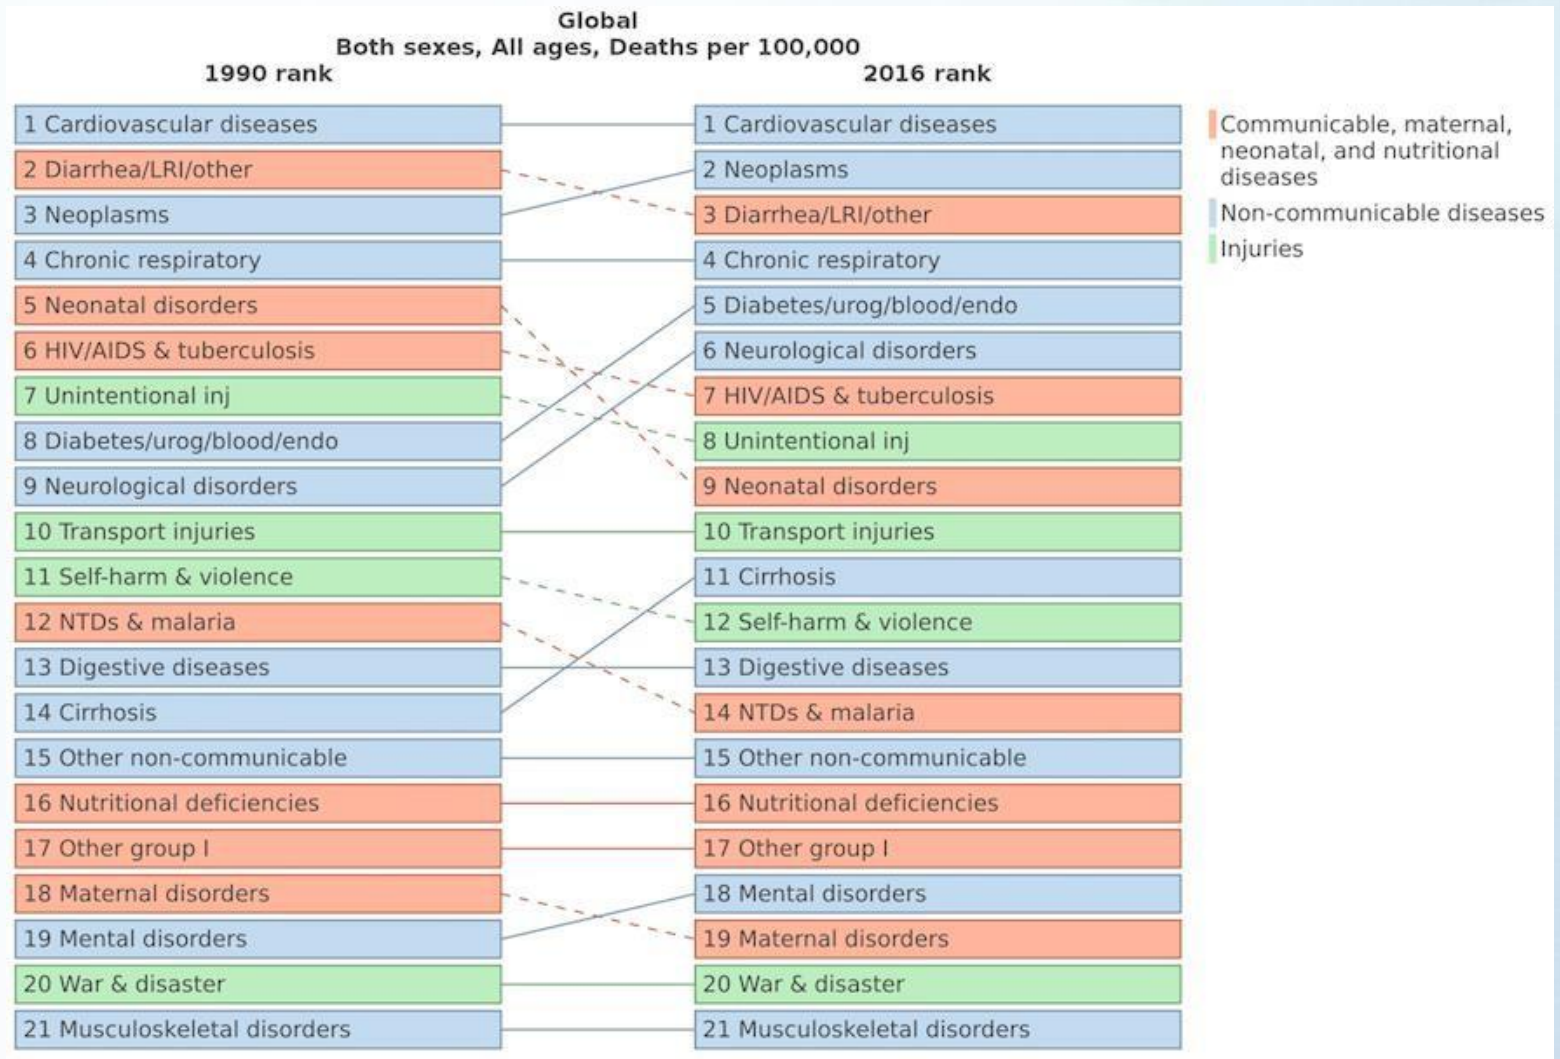 Global
Both sexes, All ages, Deaths per 100,000
1990 rank
2016 rank
1 Cardiovascular diseases
2 Diarrhea/LRI/other
3 Neoplasms
4 Chronic respiratory
5 Neonatal disorders
6 HIV/AIDS & tuberculosis
7 Unintentional inj
8 Diabetes/urog/blood/endo
9 Neurological disorders
10 Transport injuries
11 Self-harm & violence
12 NTDs & malaria
13 Digestive diseases
14 Cirrhosis
15 Other non-communicable
16 Nutritional deficiencies
17 Other group I
18 Maternal disorders
19 Mental disorders
20 War & disaster
21 Musculoskeletal disorders
1 Cardiovascular diseases
2 Neoplasms
3 Diarrhea/LRI/other
4 Chronic respiratory
5 Diabetes/urog/blood/endo
6 Neurological disorders
7 HIV/AIDS & tuberculosis
8 Unintentional inj
9 Neonatal disorders
10 Transport injuries
11 Cirrhosis
12 Self-harm & violence
13 Digestive diseases
14 NTDs & malaria
15 Other non-communicable
16 Nutritional deficiencies
17 Other group I
18 Mental disorders
19 Maternal disorders
20 War & disaster
21 Musculoskeletal disorders
Communicable, maternal,
neonatal, and nutritional
diseases
Non-communicable diseases
Injuries